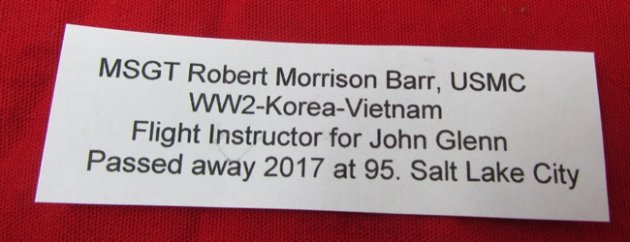 MSGT Robert Morrison Barr, USMC
WW2-Korea-Vietnam
Flight Instructor for John Glenn
Passed away 2017 at 95. Salt Lake City